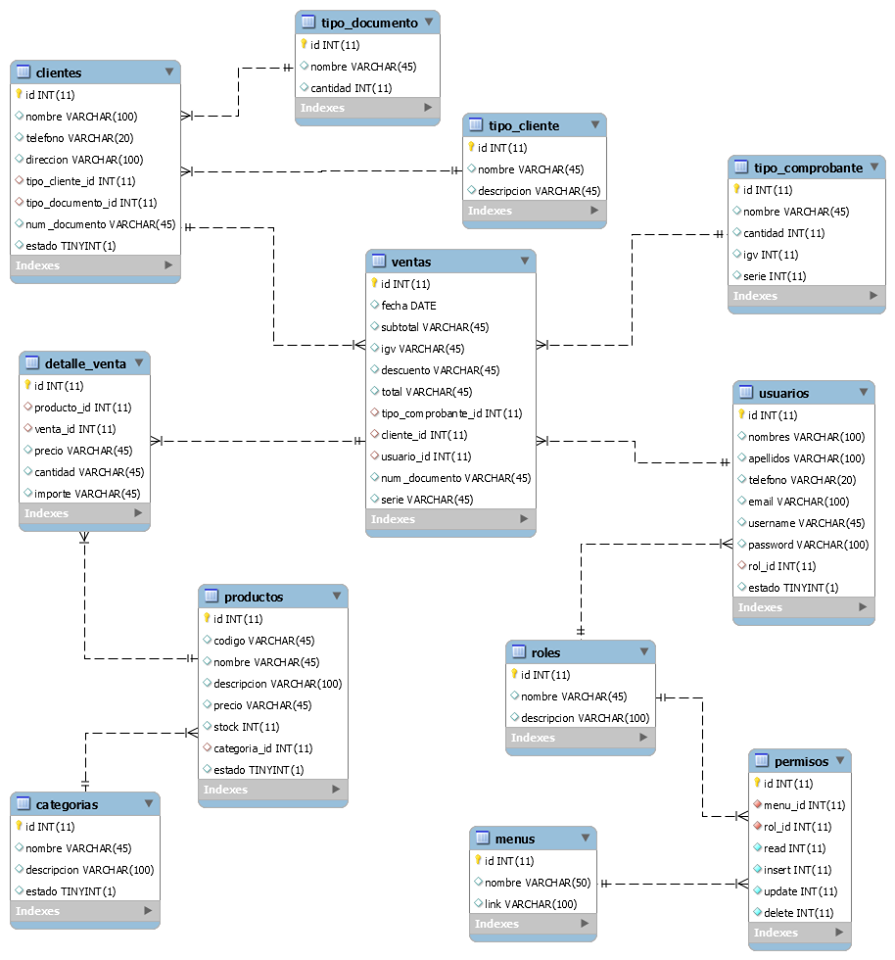 tipo_documento
id INT(11)
nombre VARCHAR(45)
cantidad INT(11)
Indexes
clientes
id INT(11)
nombre VARCHAR(100)
telefono VARCHAR(20)
direccion VARCHAR(100)
tipo_cliente_id INT(11)
tipo_documento_id INT(11)
num_documento VARCHAR(45)
estado TINYINT(1)
Indexes
tipo_cliente
id INT(11)
nombre VARCHAR(45)
descripcion VARCHAR(45)
Indexes
tipo_comprobante
id INT(11)
nombre VARCHAR(45)
cantidad INT(11)
igv INT(11)
serie INT(11)
Indexes
ventas
id INT(11)
fecha DATE
subtotal VARCHAR(45)
igv VARCHAR(45)
descuento VARCHAR(45)
total VARCHAR(45)
tipo_comprobante_id INT(11)
cliente_id INT(11)
usuario_id INT(11)
num_documento VARCHAR(45)
serie VARCHAR(45)
Indexes
detalle_venta
id INT(11)
producto_id INT(11)
venta_id INT(11)
precio VARCHAR(45)
cantidad VARCHAR(45)
importe VARCHAR(45)
Indexes
usuarios
id INT(11)
nombres VARCHAR(100)
apellidos VARCHAR(100)
telefono VARCHAR(20)
email VARCHAR(100)
username VARCHAR(45)
password VARCHAR(100)
rol_id INT(11)
estado TINYINT(1)
Indexes
productos
id INT(11)
codigo VARCHAR(45)
nombre VARCHAR(45)
descripcion VARCHAR(100)
precio VARCHAR(45)
stock INT(11)
categoria_id INT(11)
estado TINYINT(1)
Indexes
roles
id INT(11)
nombre VARCHAR(45)
descripcion VARCHAR(100)
Indexes
permisos
id INT(11)
menu_id INT(11)
rol_id INT(11)
read INT(11)
insert INT(11)
update INT(11)
delete INT(11)
Indexes
categorias
id INT(11)
nombre VARCHAR(45)
descripcion VARCHAR(100)
estado TINYINT(1)
Indexes
menus
id INT(11)
nombre VARCHAR(50)
link VARCHAR(100)
Indexes